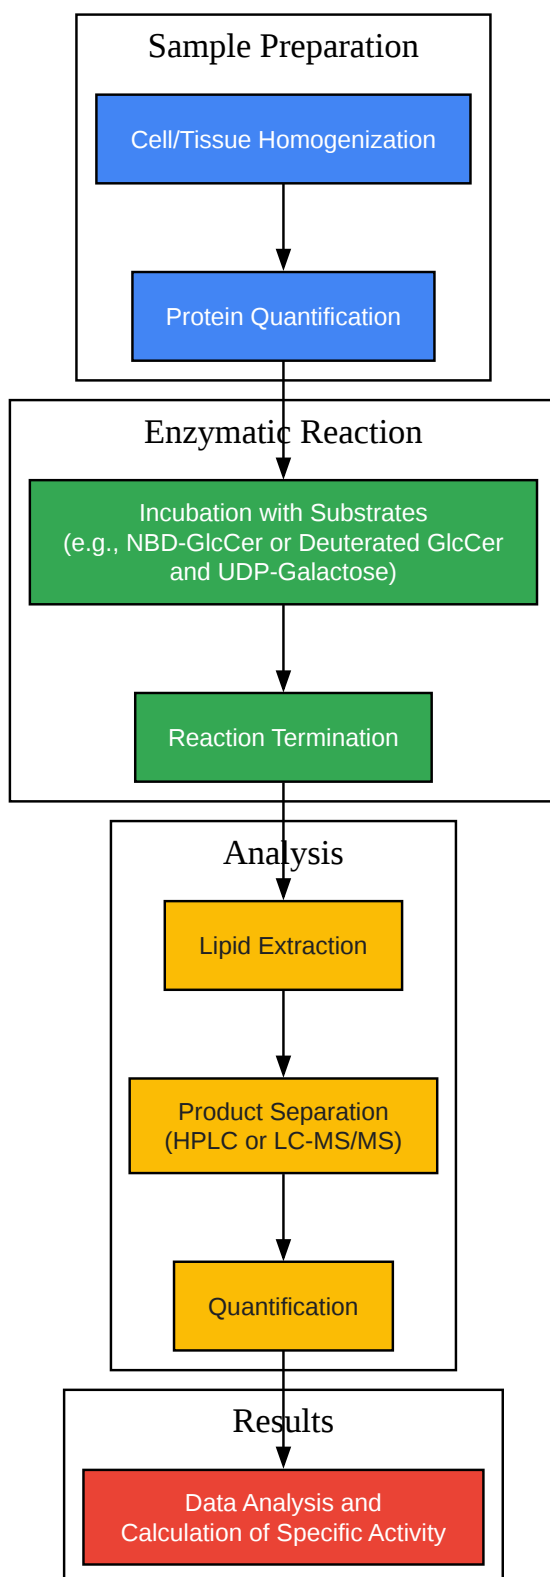 Sample Preparation
Cell/Tissue Homogenization
Protein Quantification
Enzymatic Reaction
Incubation with Substrates
(e.g., NBD-GlcCer or Deuterated GlcCer
and UDP-Galactose)
Reaction Termination
Analysis
Lipid Extraction
Product Separation
(HPLC or LC-MS/MS)
Quantification
Results
Data Analysis and
Calculation of Specific Activity